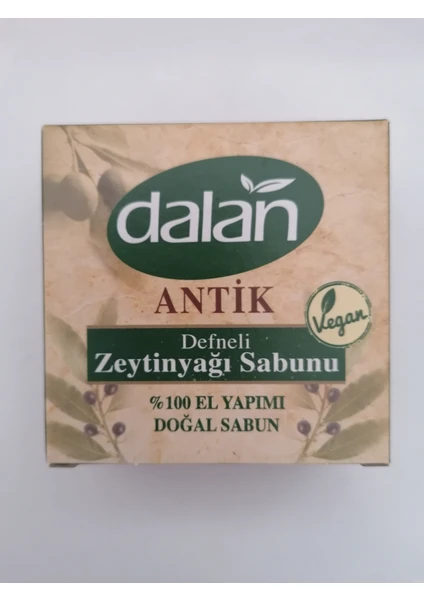 dalan
ANTİK
Vegan
Defneli
Zeytinyağı Sabunu
%100 EL YAPIMI
DOĞAL SABUN